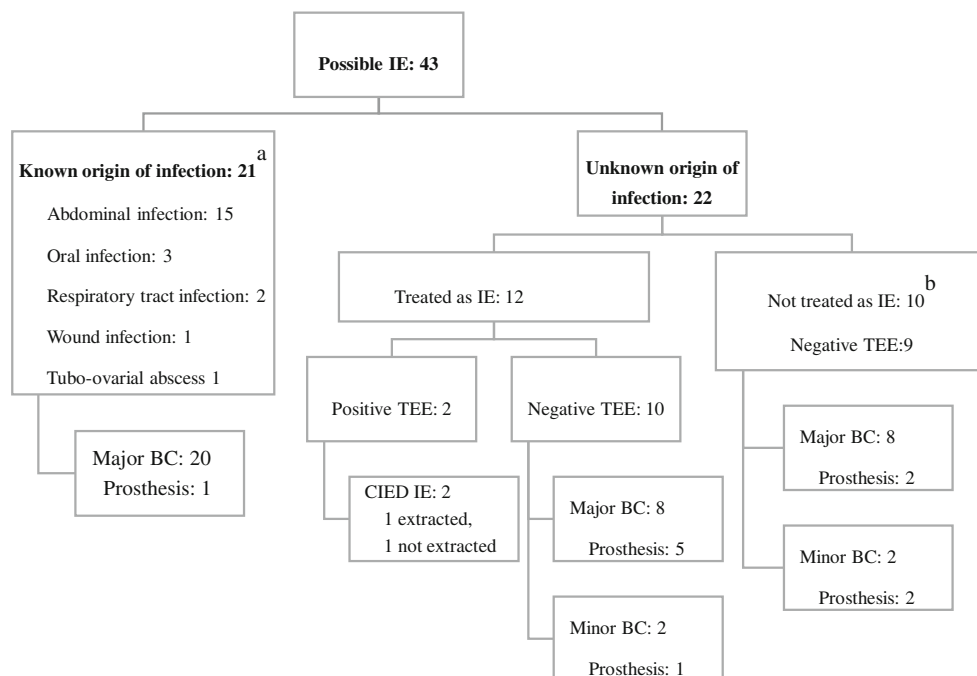 Possible IE: 43
Known origin of infection: 21 a
Abdominal infection: 15
Oral infection: 3
Respiratory tract infection: 2
Wound infection: 1
Tubo-ovarial abscess 1
Major BC: 20
Prosthesis: 1
Unknown origin of
infection: 22
Treated as IE: 12
Positive TEE: 2
CIED IE: 2
1 extracted,
1 not extracted
Negative TEE: 10
Major BC: 8
Prosthesis: 5
Minor BC: 2
Prosthesis: 1
Not treated as IE: 10 b
Negative TEE:9
Major BC: 8
Prosthesis: 2
Minor BC: 2
Prosthesis: 2